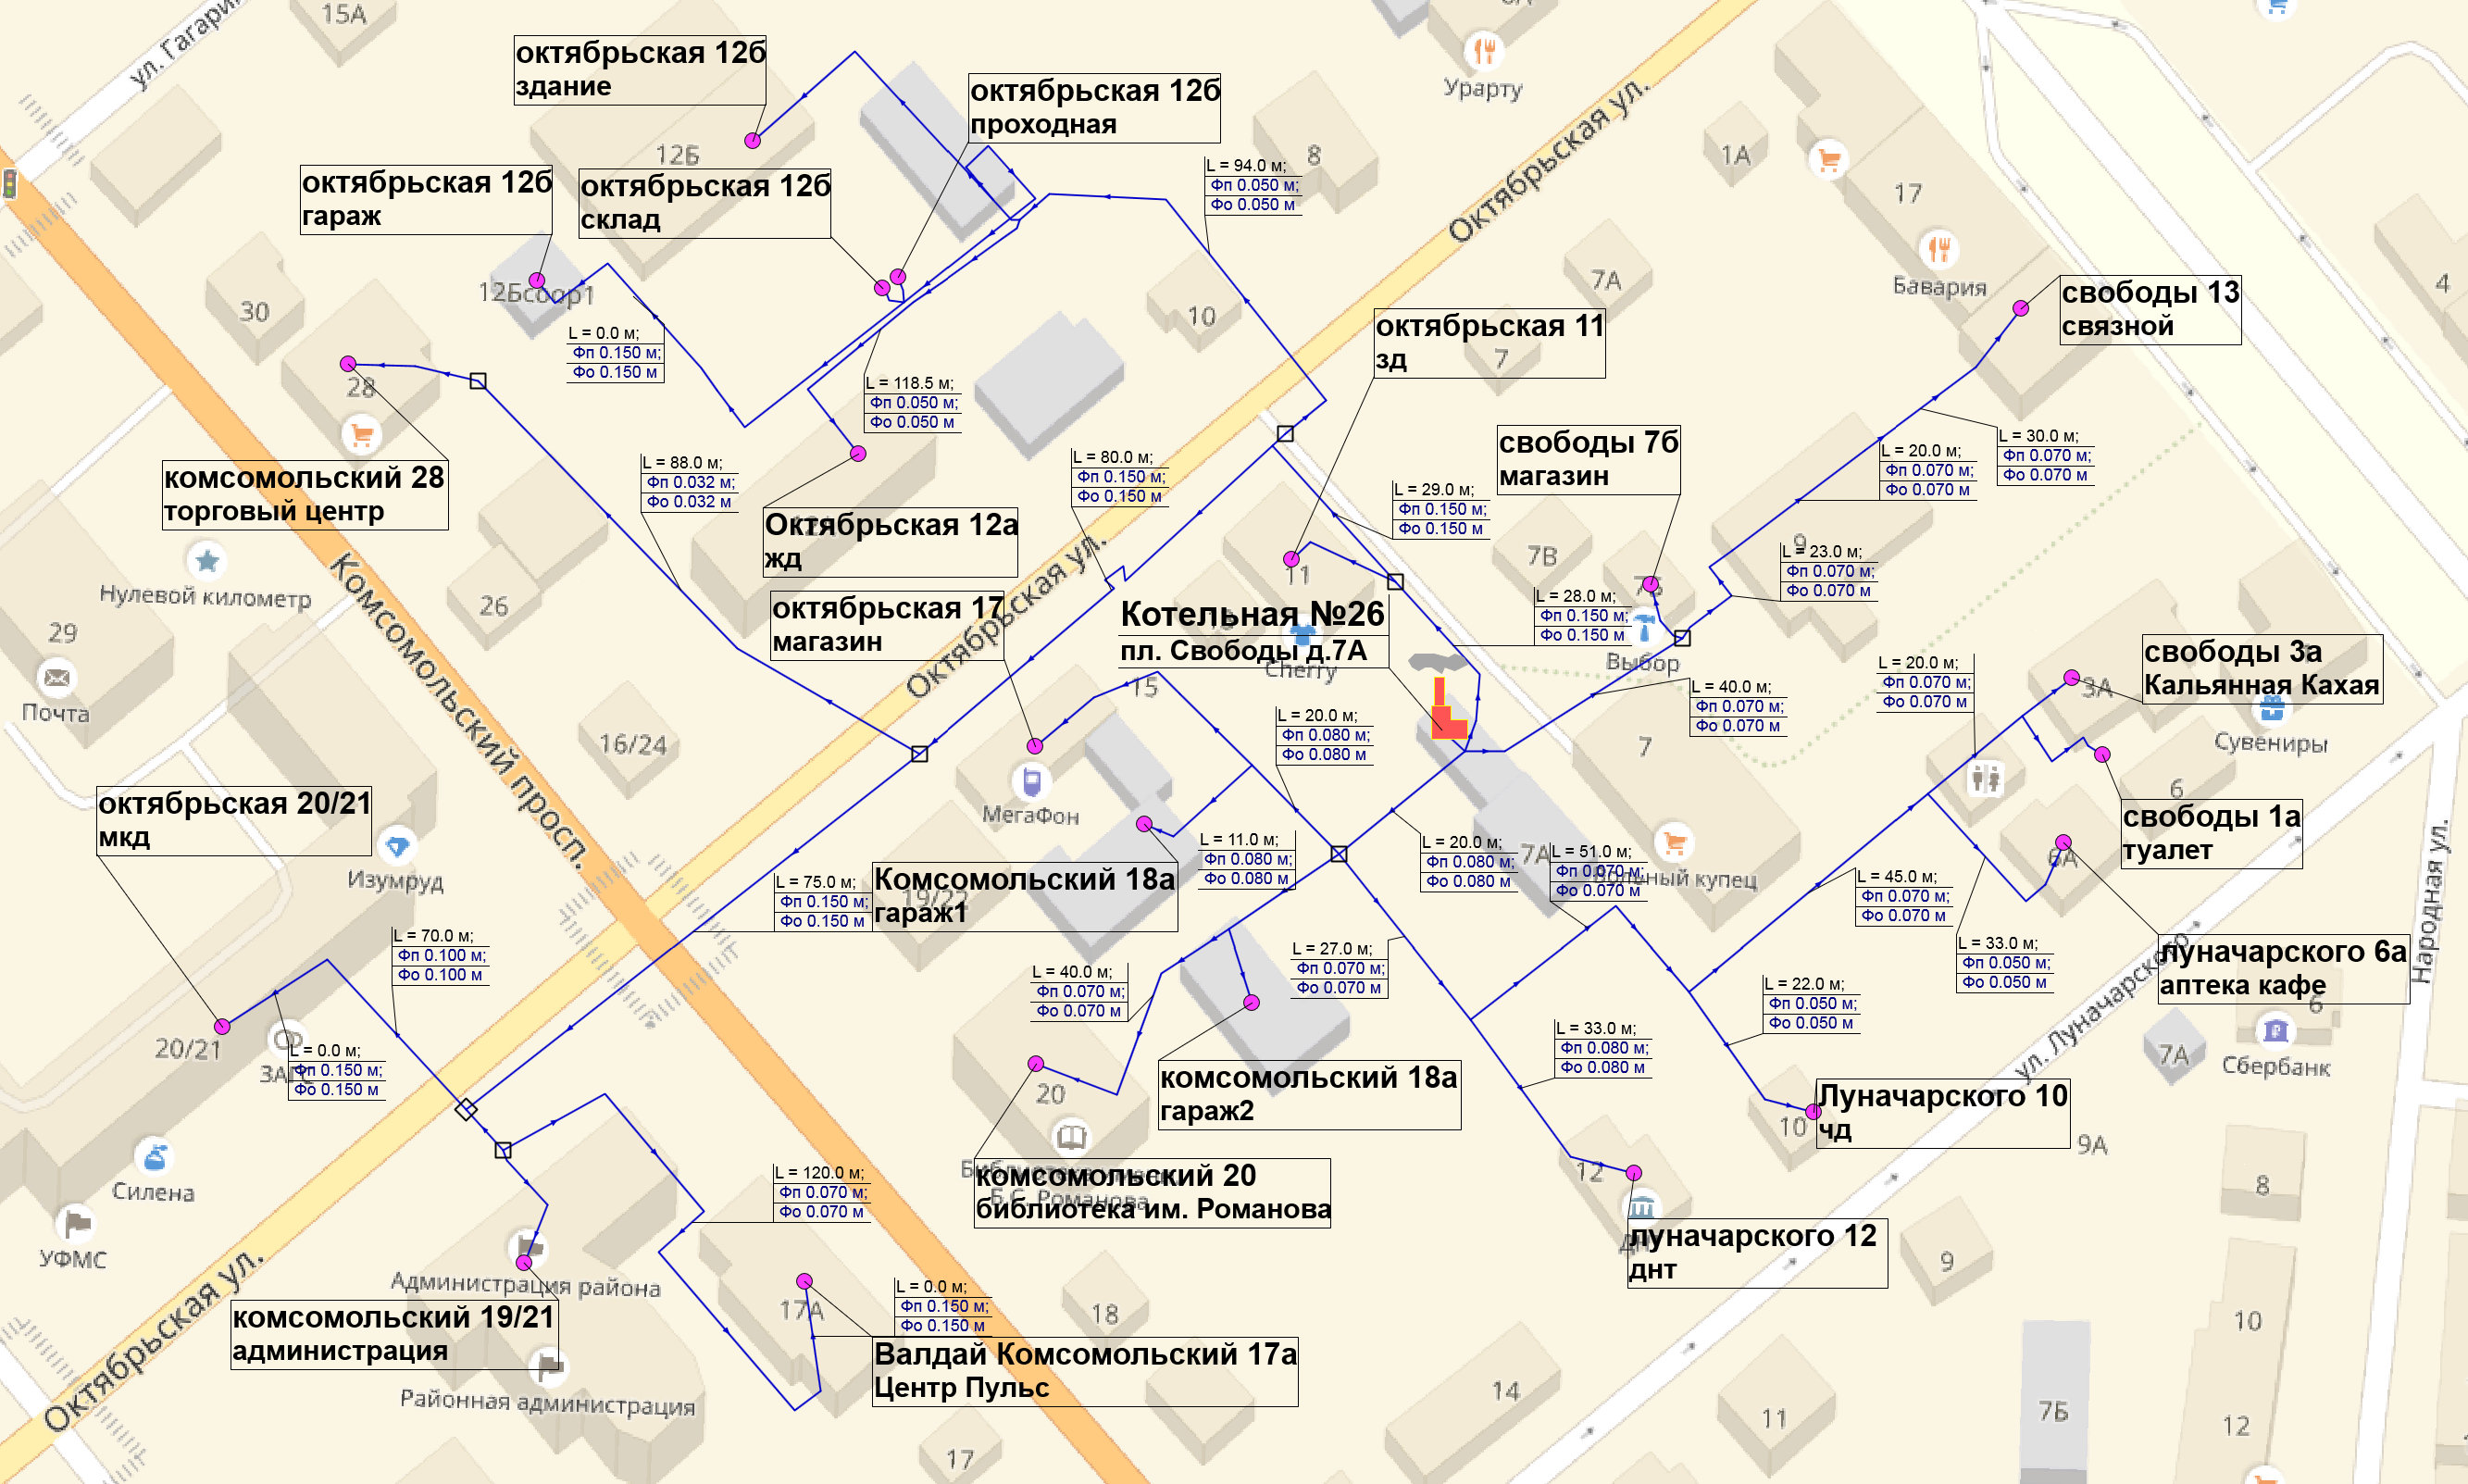 15А
ул. Гагарин
октябрьская 12б
здание
12Б
октябрьская 12б
проходная
Урарту
8
1А
17
Бавария
4
октябрьская 12б
гараж
октябрьская 12б
склад
L = 94.0 м;
Фп 0.050 м;
Фо 0.050 м
Октябрьская ул.
7А
свободы 13
связной
30
12Бсоор1
10
октябрьская 11
зд
7
L = 0.0 м;
Фп 0.150 м;
Фо 0.150 м
28
L = 118.5 м;
Фп 0.050 м;
Фо 0.050 м
комсомольский 28
торговый центр
L = 88.0 м;
Фп 0.032 м;
Фо 0.032 м
L = 80.0 м;
Фп 0.150 м;
Фо 0.150 м
L = 29.0 м;
Фп 0.150 м;
Фо 0.150 м
свободы 7б
магазин
L = 20.0 м;
Фп 0.070 м;
Фо 0.070 м
L = 30.0 м;
Фп 0.070 м;
Фо 0.070 м
Октябрьская 12а
жд
Нулевой километр
26
29
Почта
Комсомольский просп.
октябрьская 17
магазин
Октябрьская ул.
11
7В
9
L = 23.0 м;
Фп 0.070 м;
Фо 0.070 м
7Б
Выбор
L = 28.0 м;
Фп 0.150 м;
Фо 0.150 м
Котельная №26
пл. Свободы д.7А
Cherry
15
L = 40.0 м;
Фп 0.070 м;
Фо 0.070 м
L = 20.0 м;
Фп 0.070 м;
Фо 0.070 м
свободы 3а
Кальянная Кахая
3А
Сувениры
6
16/24
МегаФон
L = 20.0 м;
Фп 0.080 м;
Фо 0.080 м
7
октябрьская 20/21
мкд
Изумруд
свободы 1а
туалет
L = 75.0 м;
Фп 0.150 м;
Фо 0.150 м
Комсомольский 18а
гараж1
19/22
L = 11.0 м;
Фп 0.080 м;
Фо 0.080 м
L = 20.0 м;
Фп 0.080 м;
Фо 0.080 м
7А
L = 51.0 м;
Фп 0.070 м;
Фо 0.070 м
Вольный купец
6А
L = 45.0 м;
Фп 0.070 м;
Фо 0.070 м
L = 33.0 м;
Фп 0.050 м;
Фо 0.050 м
луначарского 6а
аптека кафе
Народная ул.
L = 70.0 м;
Фп 0.100 м;
Фо 0.100 м
L = 40.0 м;
Фп 0.070 м;
Фо 0.070 м
L = 27.0 м;
Фп 0.070 м;
Фо 0.070 м
L = 22.0 м;
Фп 0.050 м;
Фо 0.050 м
ул. Луначарского
6
Сбербанк
7А
20/21
ЗАГС
L = 0.0 м;
Фп 0.150 м;
Фо 0.150 м
20
комсомольский 18а
гараж2
L = 33.0 м;
Фп 0.080 м;
Фо 0.080 м
Луначарского 10
чд
10
9А
Силена
УФМС
L = 120.0 м;
Фп 0.070 м;
Фо 0.070 м
Б.С. Романова
комсомольский 20
библиотека им. Романова
12
луначарского 12
днт
8
9
Администрация района
комсомольский 19/21
администрация
Районная администрация
Октябрьская ул.
17А
L = 0.0 м;
Фп 0.150 м;
Фо 0.150 м
Валдай Комсомольский 17а
Центр Пульс
18
17
14
11
10
7Б
12